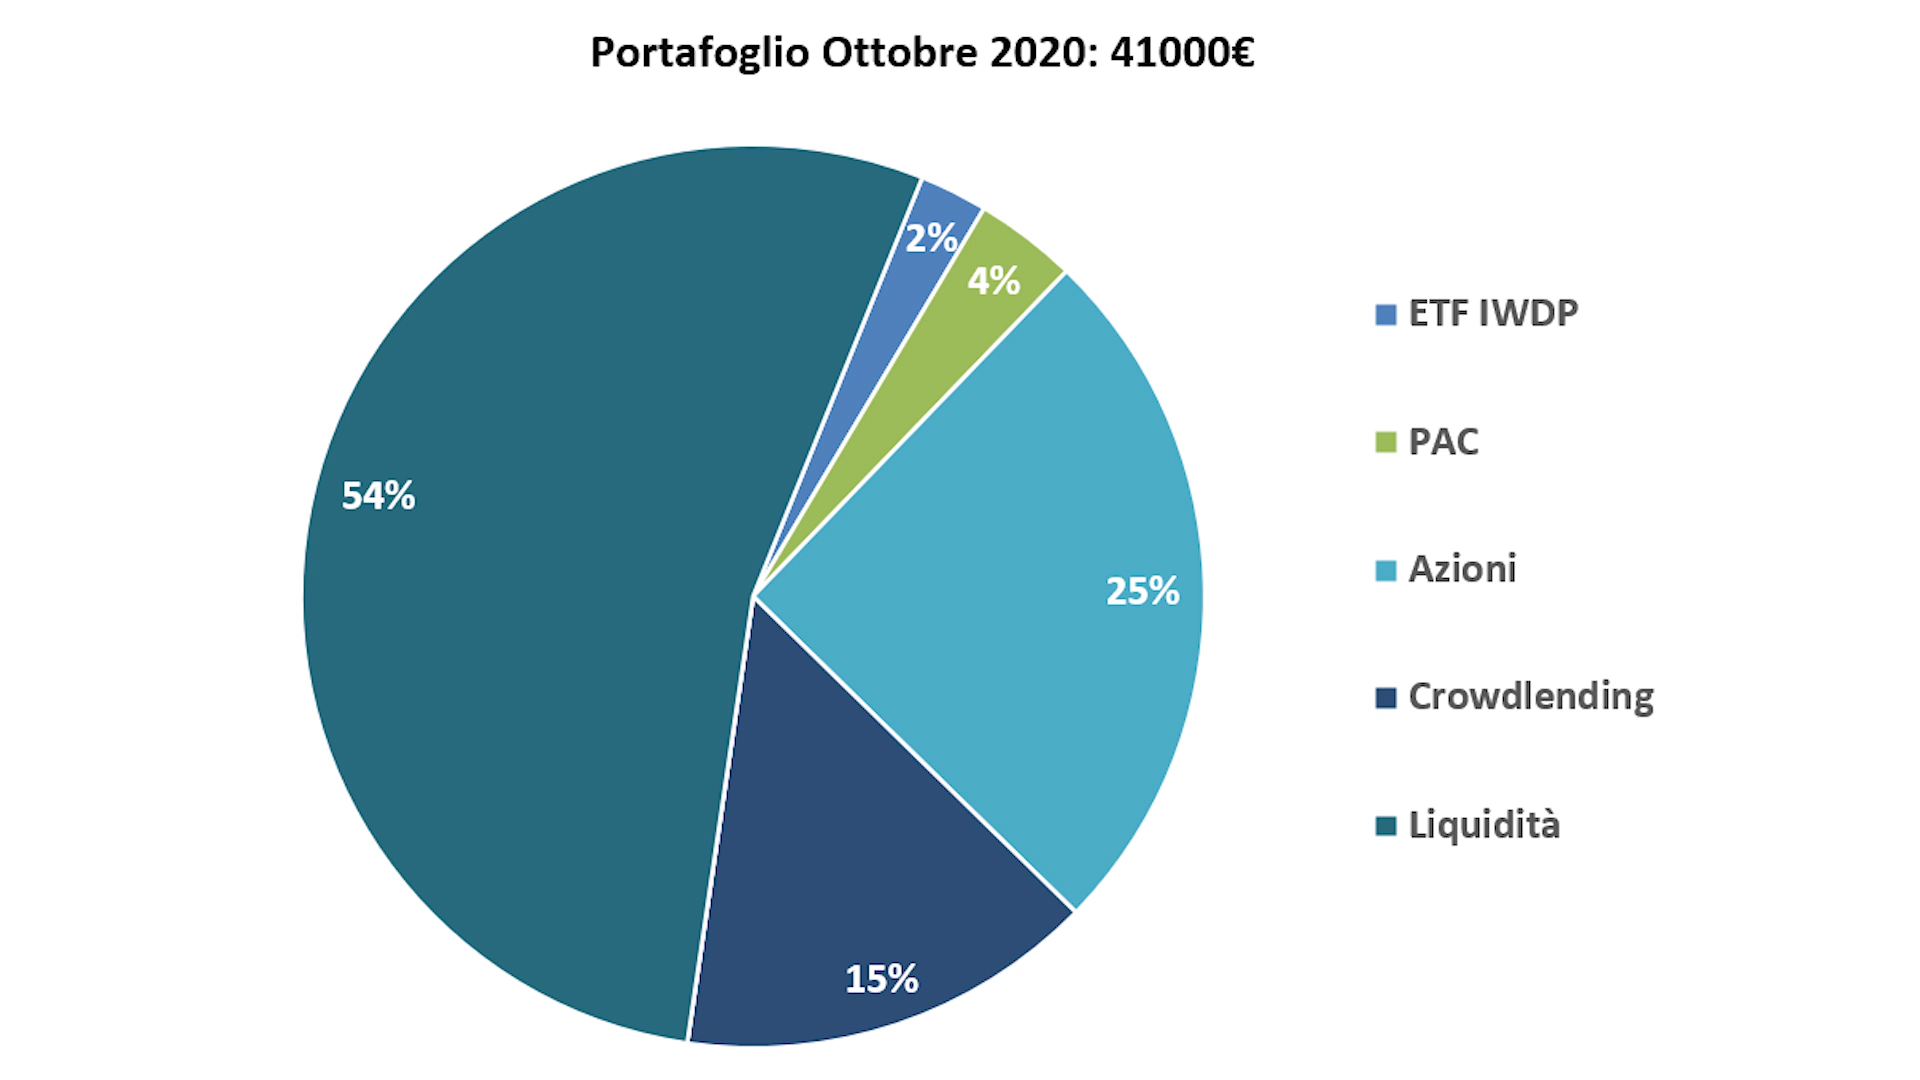 Portafoglio Ottobre 2020: 41000€
2%
4%
54%
25%
15%
ETF IWDP
PAC
Azioni
Crowdlending
Liquidità